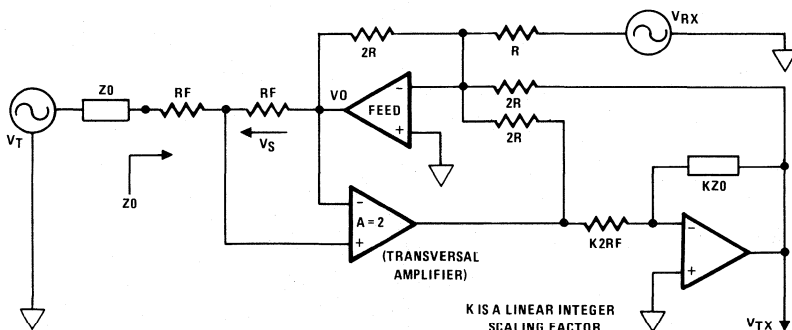 2R
R
VRX
Z0
RF
RF
V0
-
FEED
+
2R
2R
VT
VS
Z0
KZ0
-
A = 2
+
K2RF
-
+
(TRANSVERSAL
AMPLIFIER)
K IS A LINEAR INTEGER
SCALING FACTOR
VTX